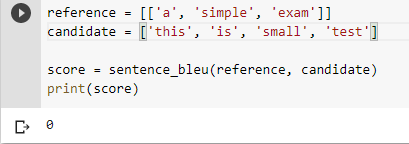 reference = [['a', 'simple', 'exam']]
candidate = ['this', 'is', 'small', 'test']
score = sentence_bleu(reference, candidate)
print(score)
0